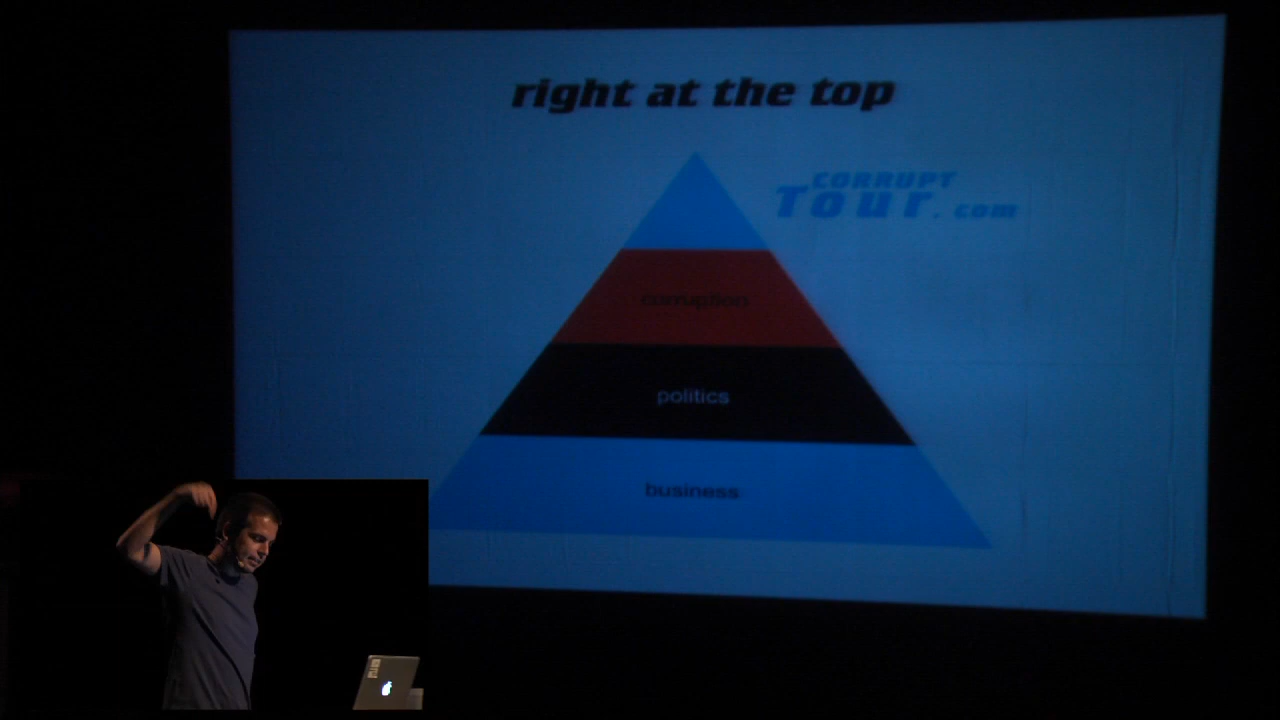 right at the top
CORRUPT
Tour.com
corruption
politics
business